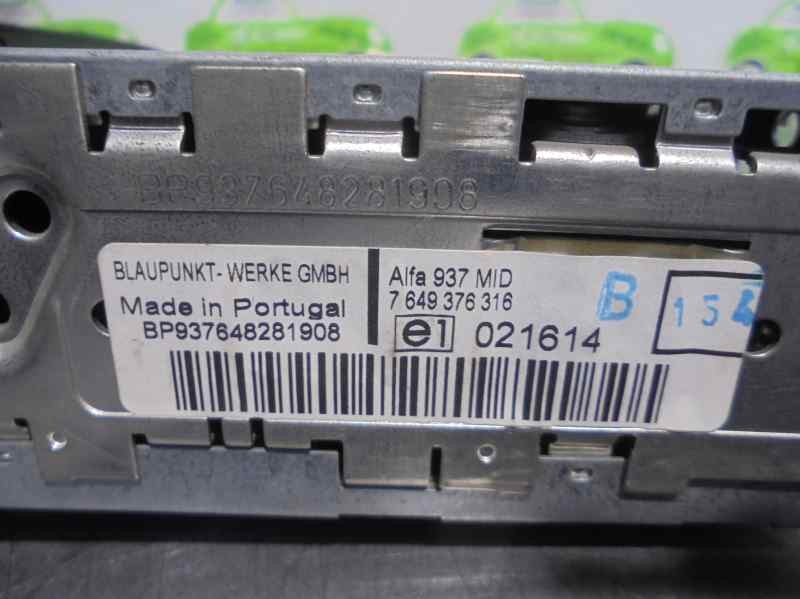 BP937648281908
BLAUPUNKT- WERKE GMBH
Made in Portugal
BP937648281908
Alfa 937 MID
7 649 376 316
e1 021614
B
154